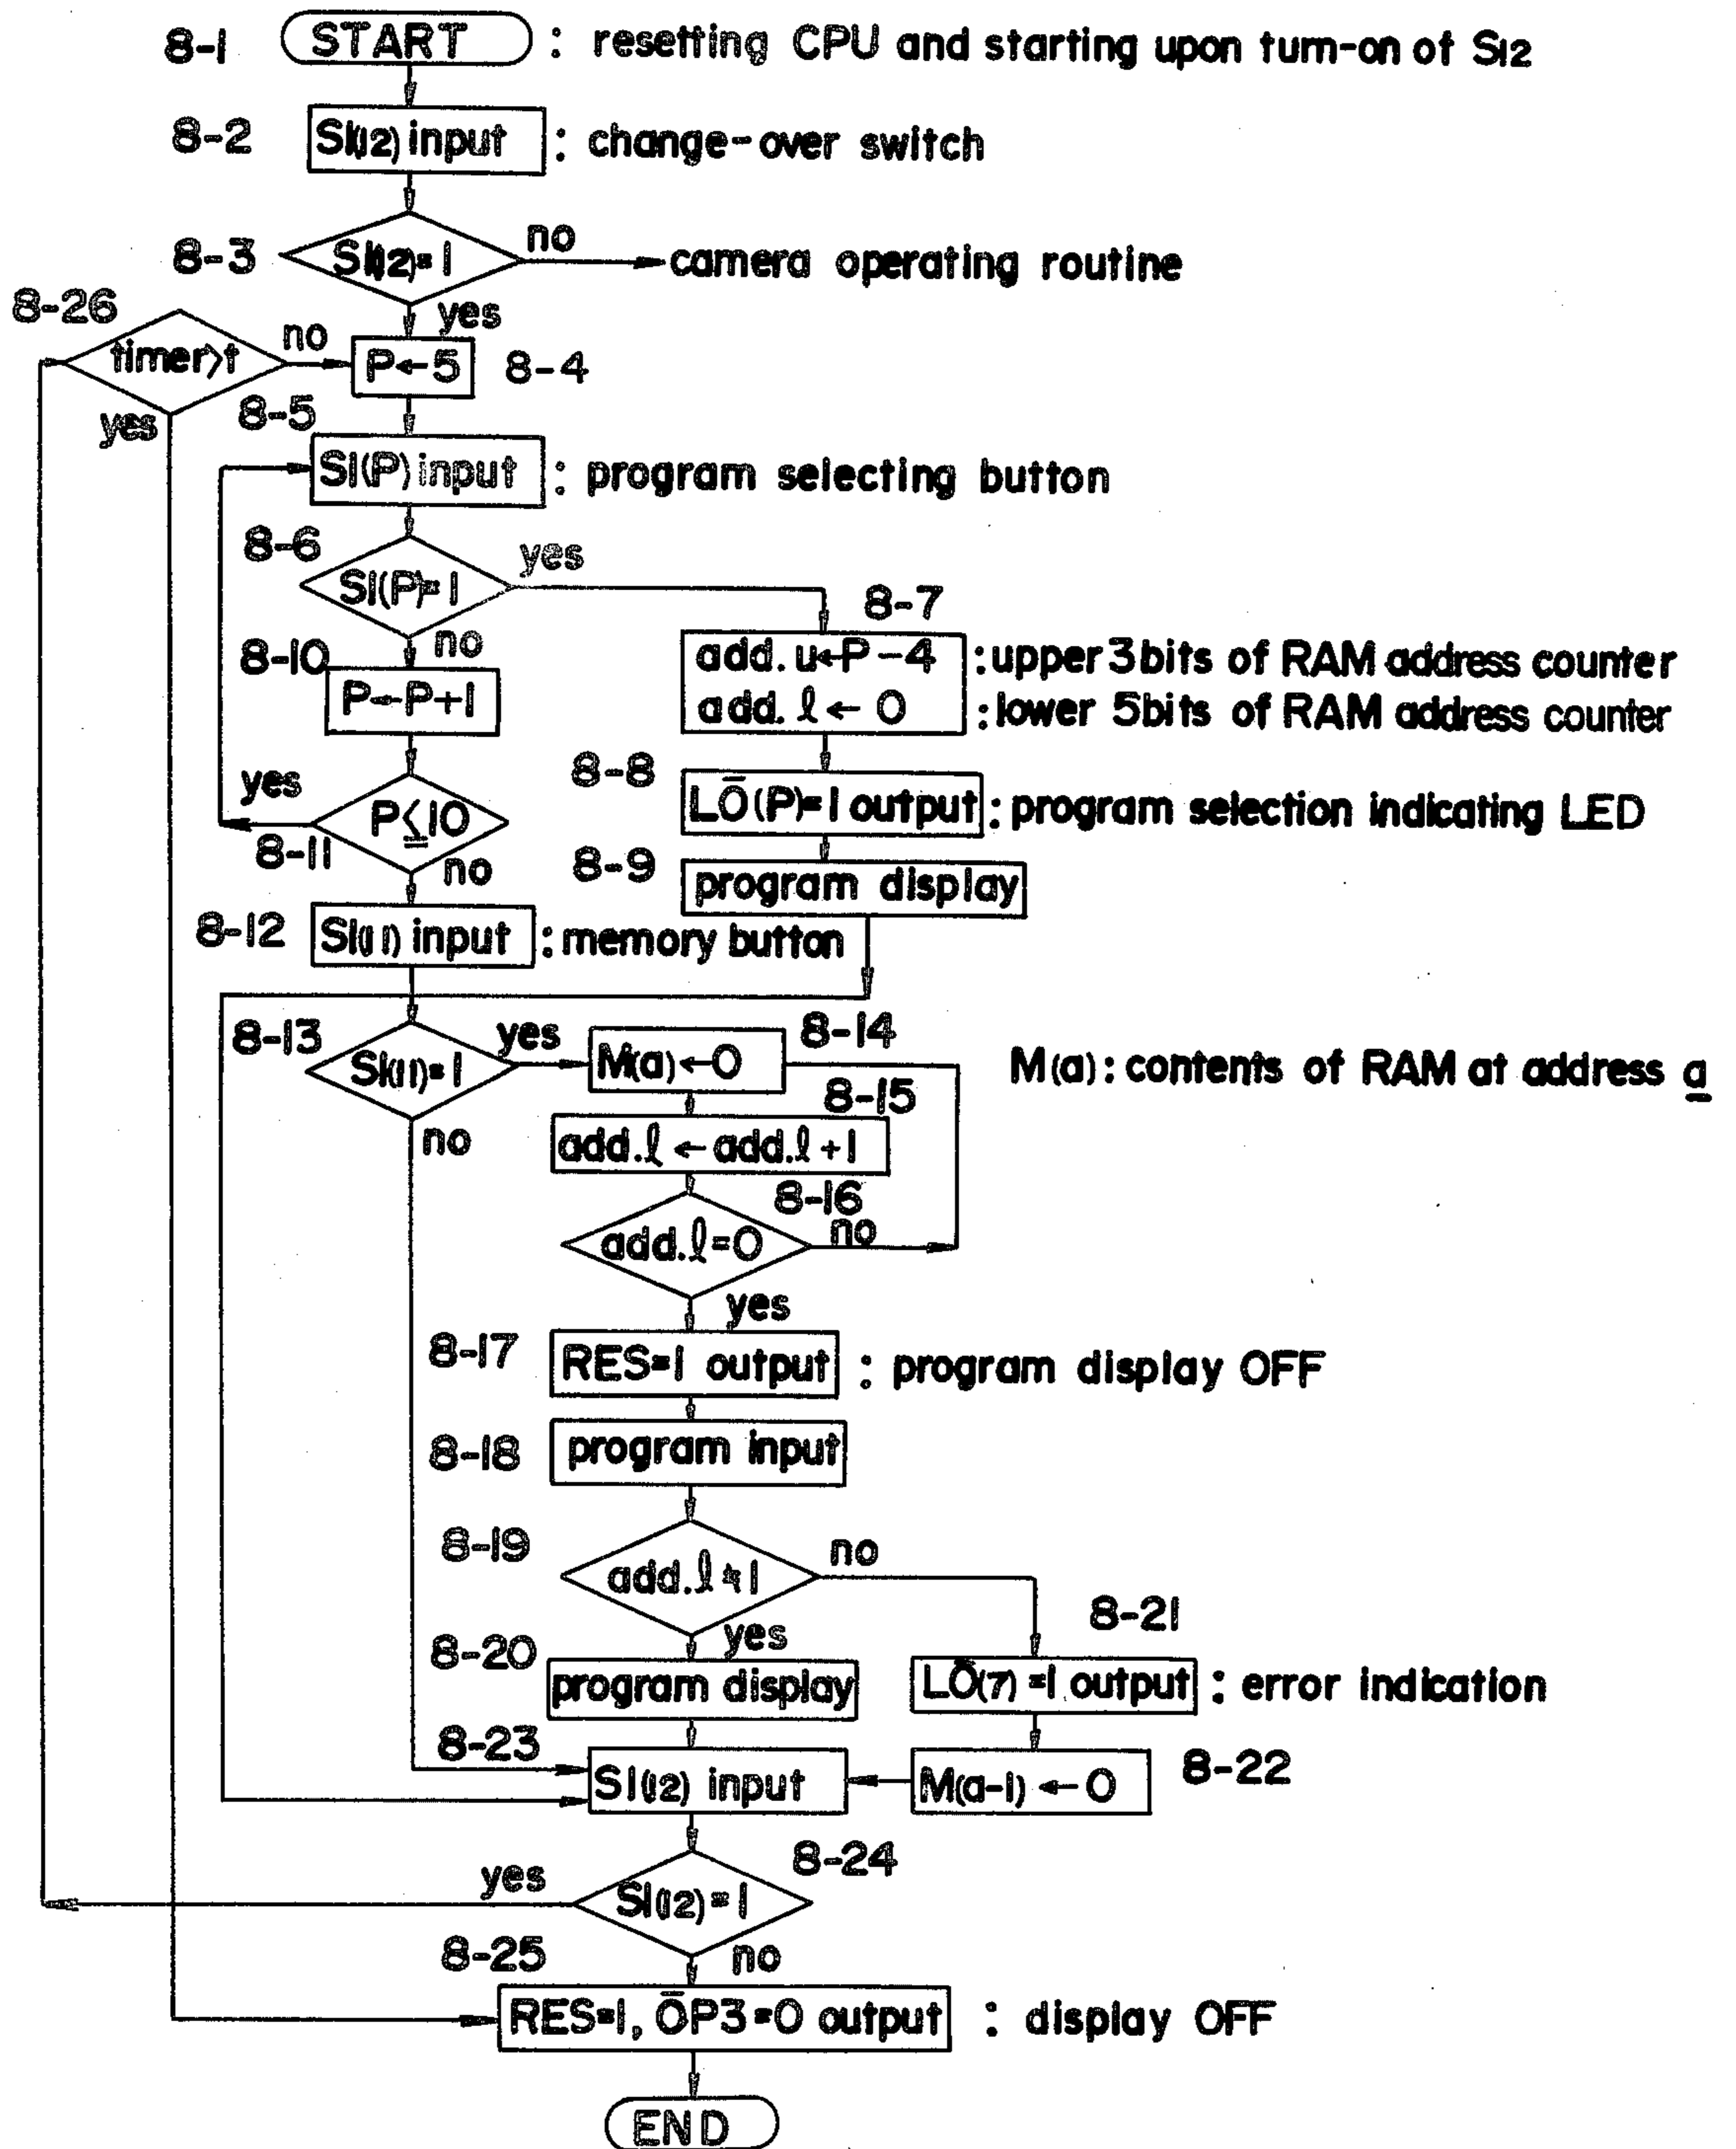 8-1 START : resetting CPU and starting upon turn-on of S12
8-2 SI(12) input : change-over switch
8-3 SI(12)=1 no camera operating routine
yes
8-26 timer>t no
yes
P←5 8-4
8-5
SI(P) input : program selecting button
8-6 SI(P)=1 yes
no
8-7
add. u←P-4 : upper 3bits of RAM address counter
add. l ← 0 : lower 5bits of RAM address counter
8-8 LŌ(P)=1 output : program selection indicating LED
8-9 program display
8-10
P←P+1
yes
P≦10
8-11 no
8-12 SI(11) input : memory button
8-13 SI(11)=1 yes
no
M(a)←0 8-14
M(a) : contents of RAM at address a
8-15
add.l ← add.l +1
8-16
add.l=0 no
yes
8-17 RES=1 output : program display OFF
8-18 program input
8-19 add.l ≒ 1 no
yes
8-20 program display
8-21
LŌ(7)=1 output : error indication
8-22
M(a-1) ← 0
8-23
SI(12) input
8-24
SI(12)=1 yes
no
8-25
RES=1, ŌP3=0 output : display OFF
END